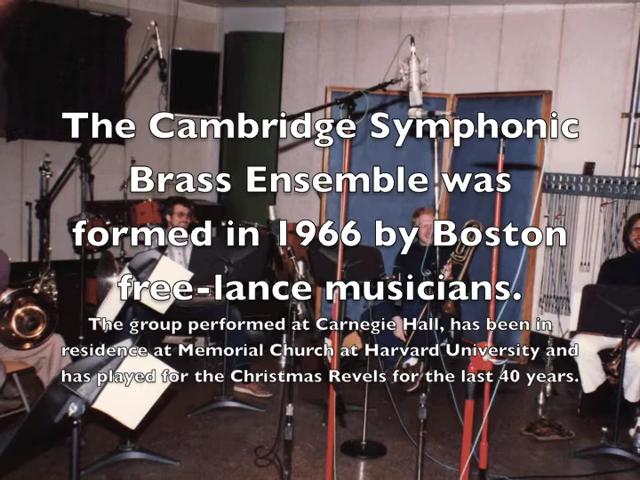 The Cambridge Symphonic
Brass Ensemble was
formed in 1966 by Boston
free-lance musicians.
The group performed at Carnegie Hall, has been in
residence at Memorial Church at Harvard University and
has played for the Christmas Revels for the last 40 years.